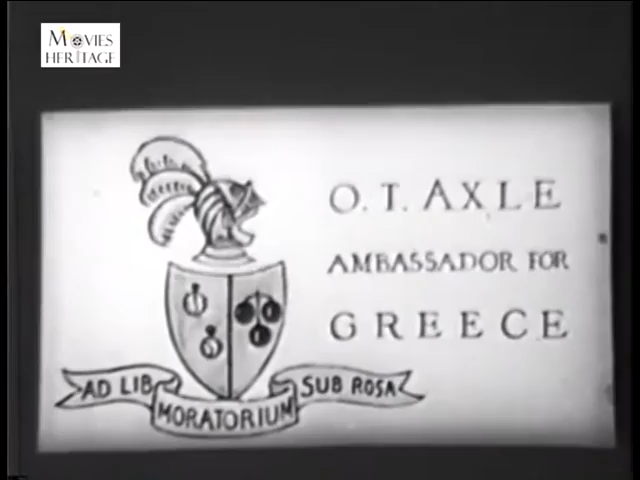 MOVIES
HERITAGE
O. T. AXLE
AMBASSADOR FOR
GREECE
AD LIB
MORATORIUM
SUB ROSA